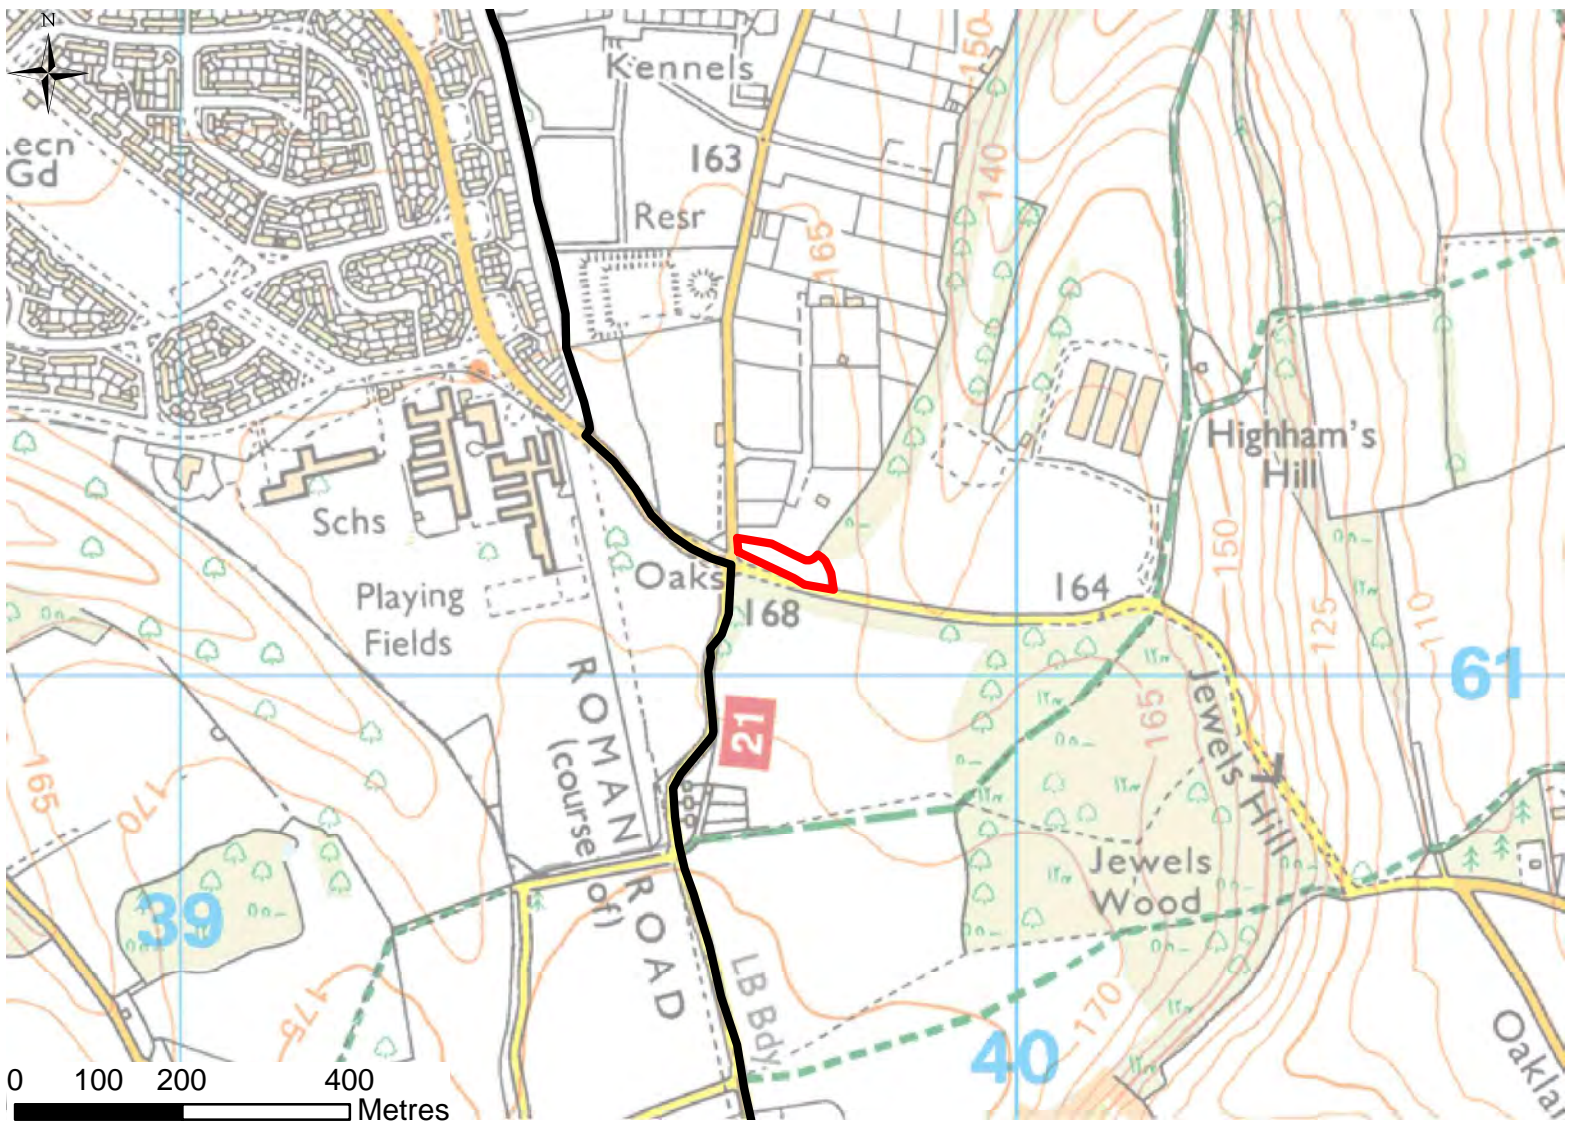 N
Kennels
150
ecn
Gd
163
140
Resr
165
Highham's
Hill
Schs
150
Oaks
164
Playing
Fields
168
125
110
61
ROMAN ROAD
(course of)
21
165
Jewels Hill
165
170
Jewels
Wood
39
LB Bdy
175
170
40
Oaklan
0 100 200 400
Metres